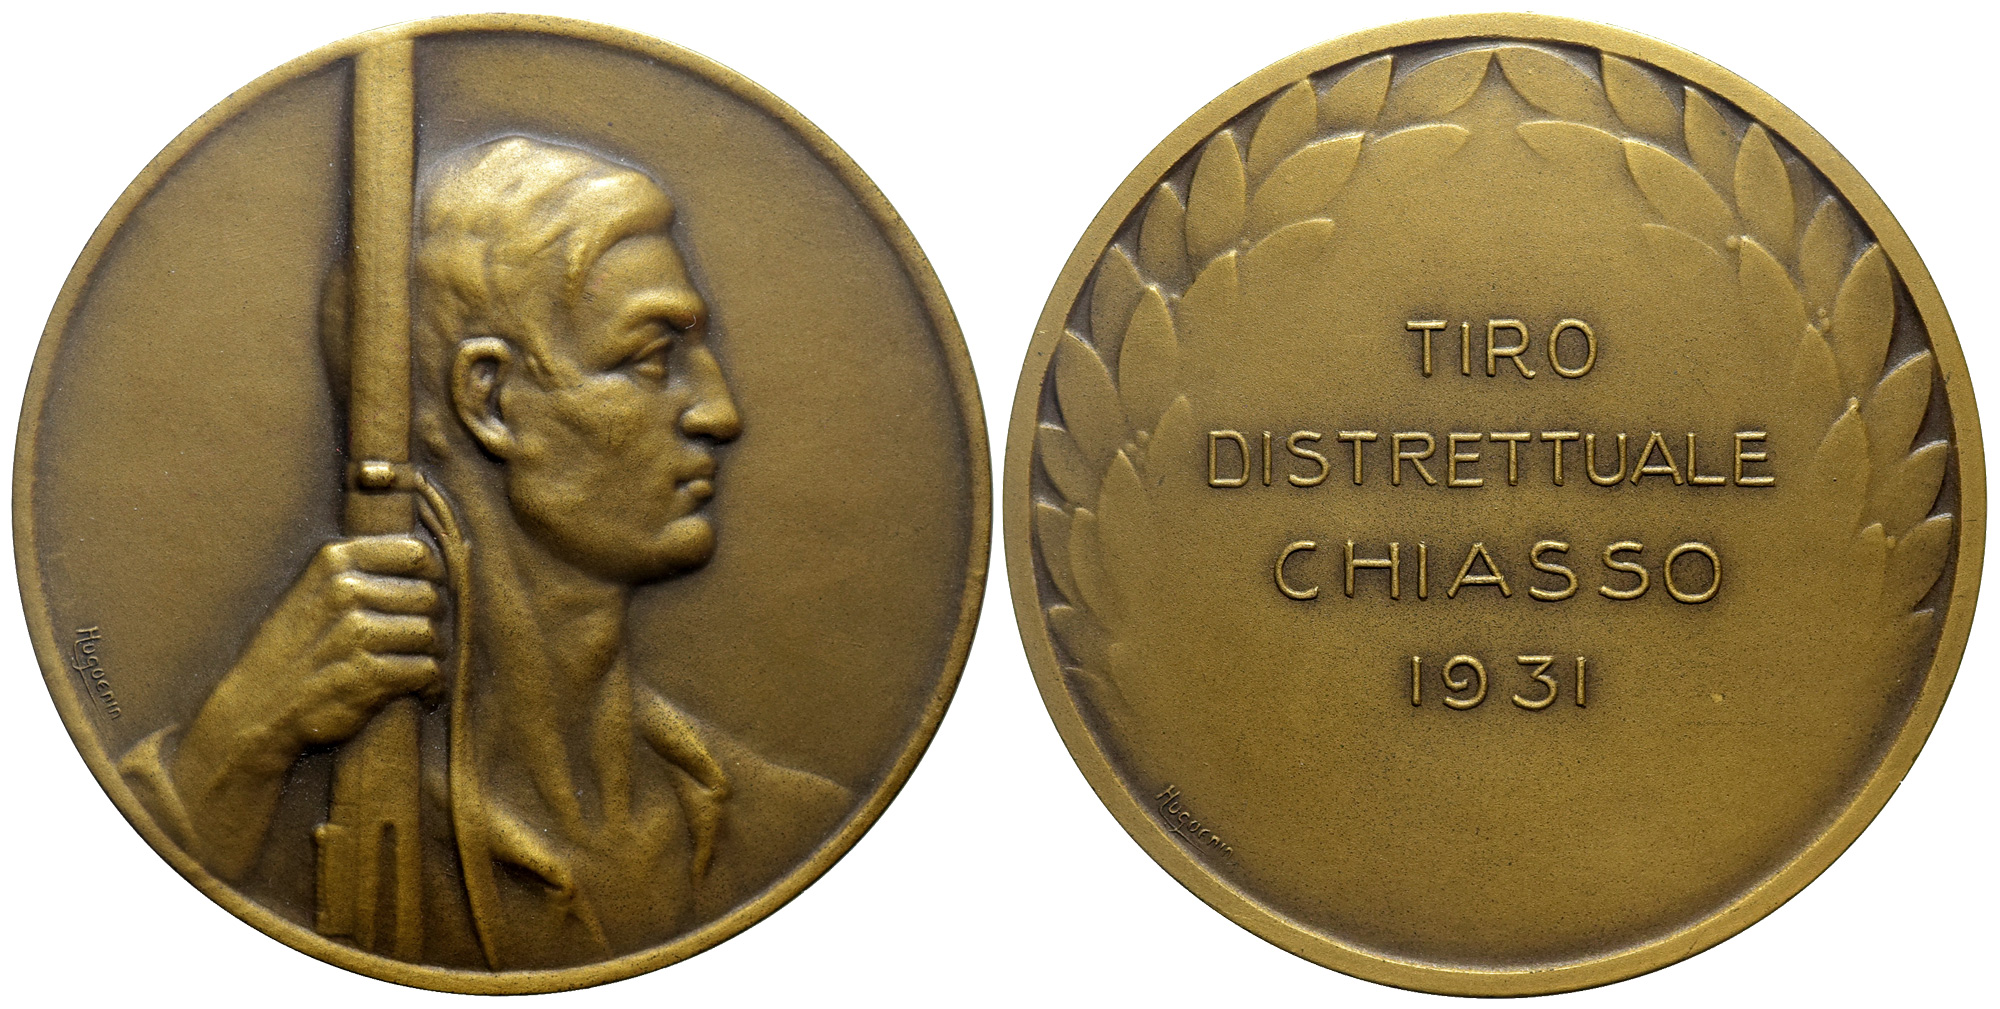 Huguenin
TIRO
DISTRETTUALE
CHIASSO
1931
Huguenin